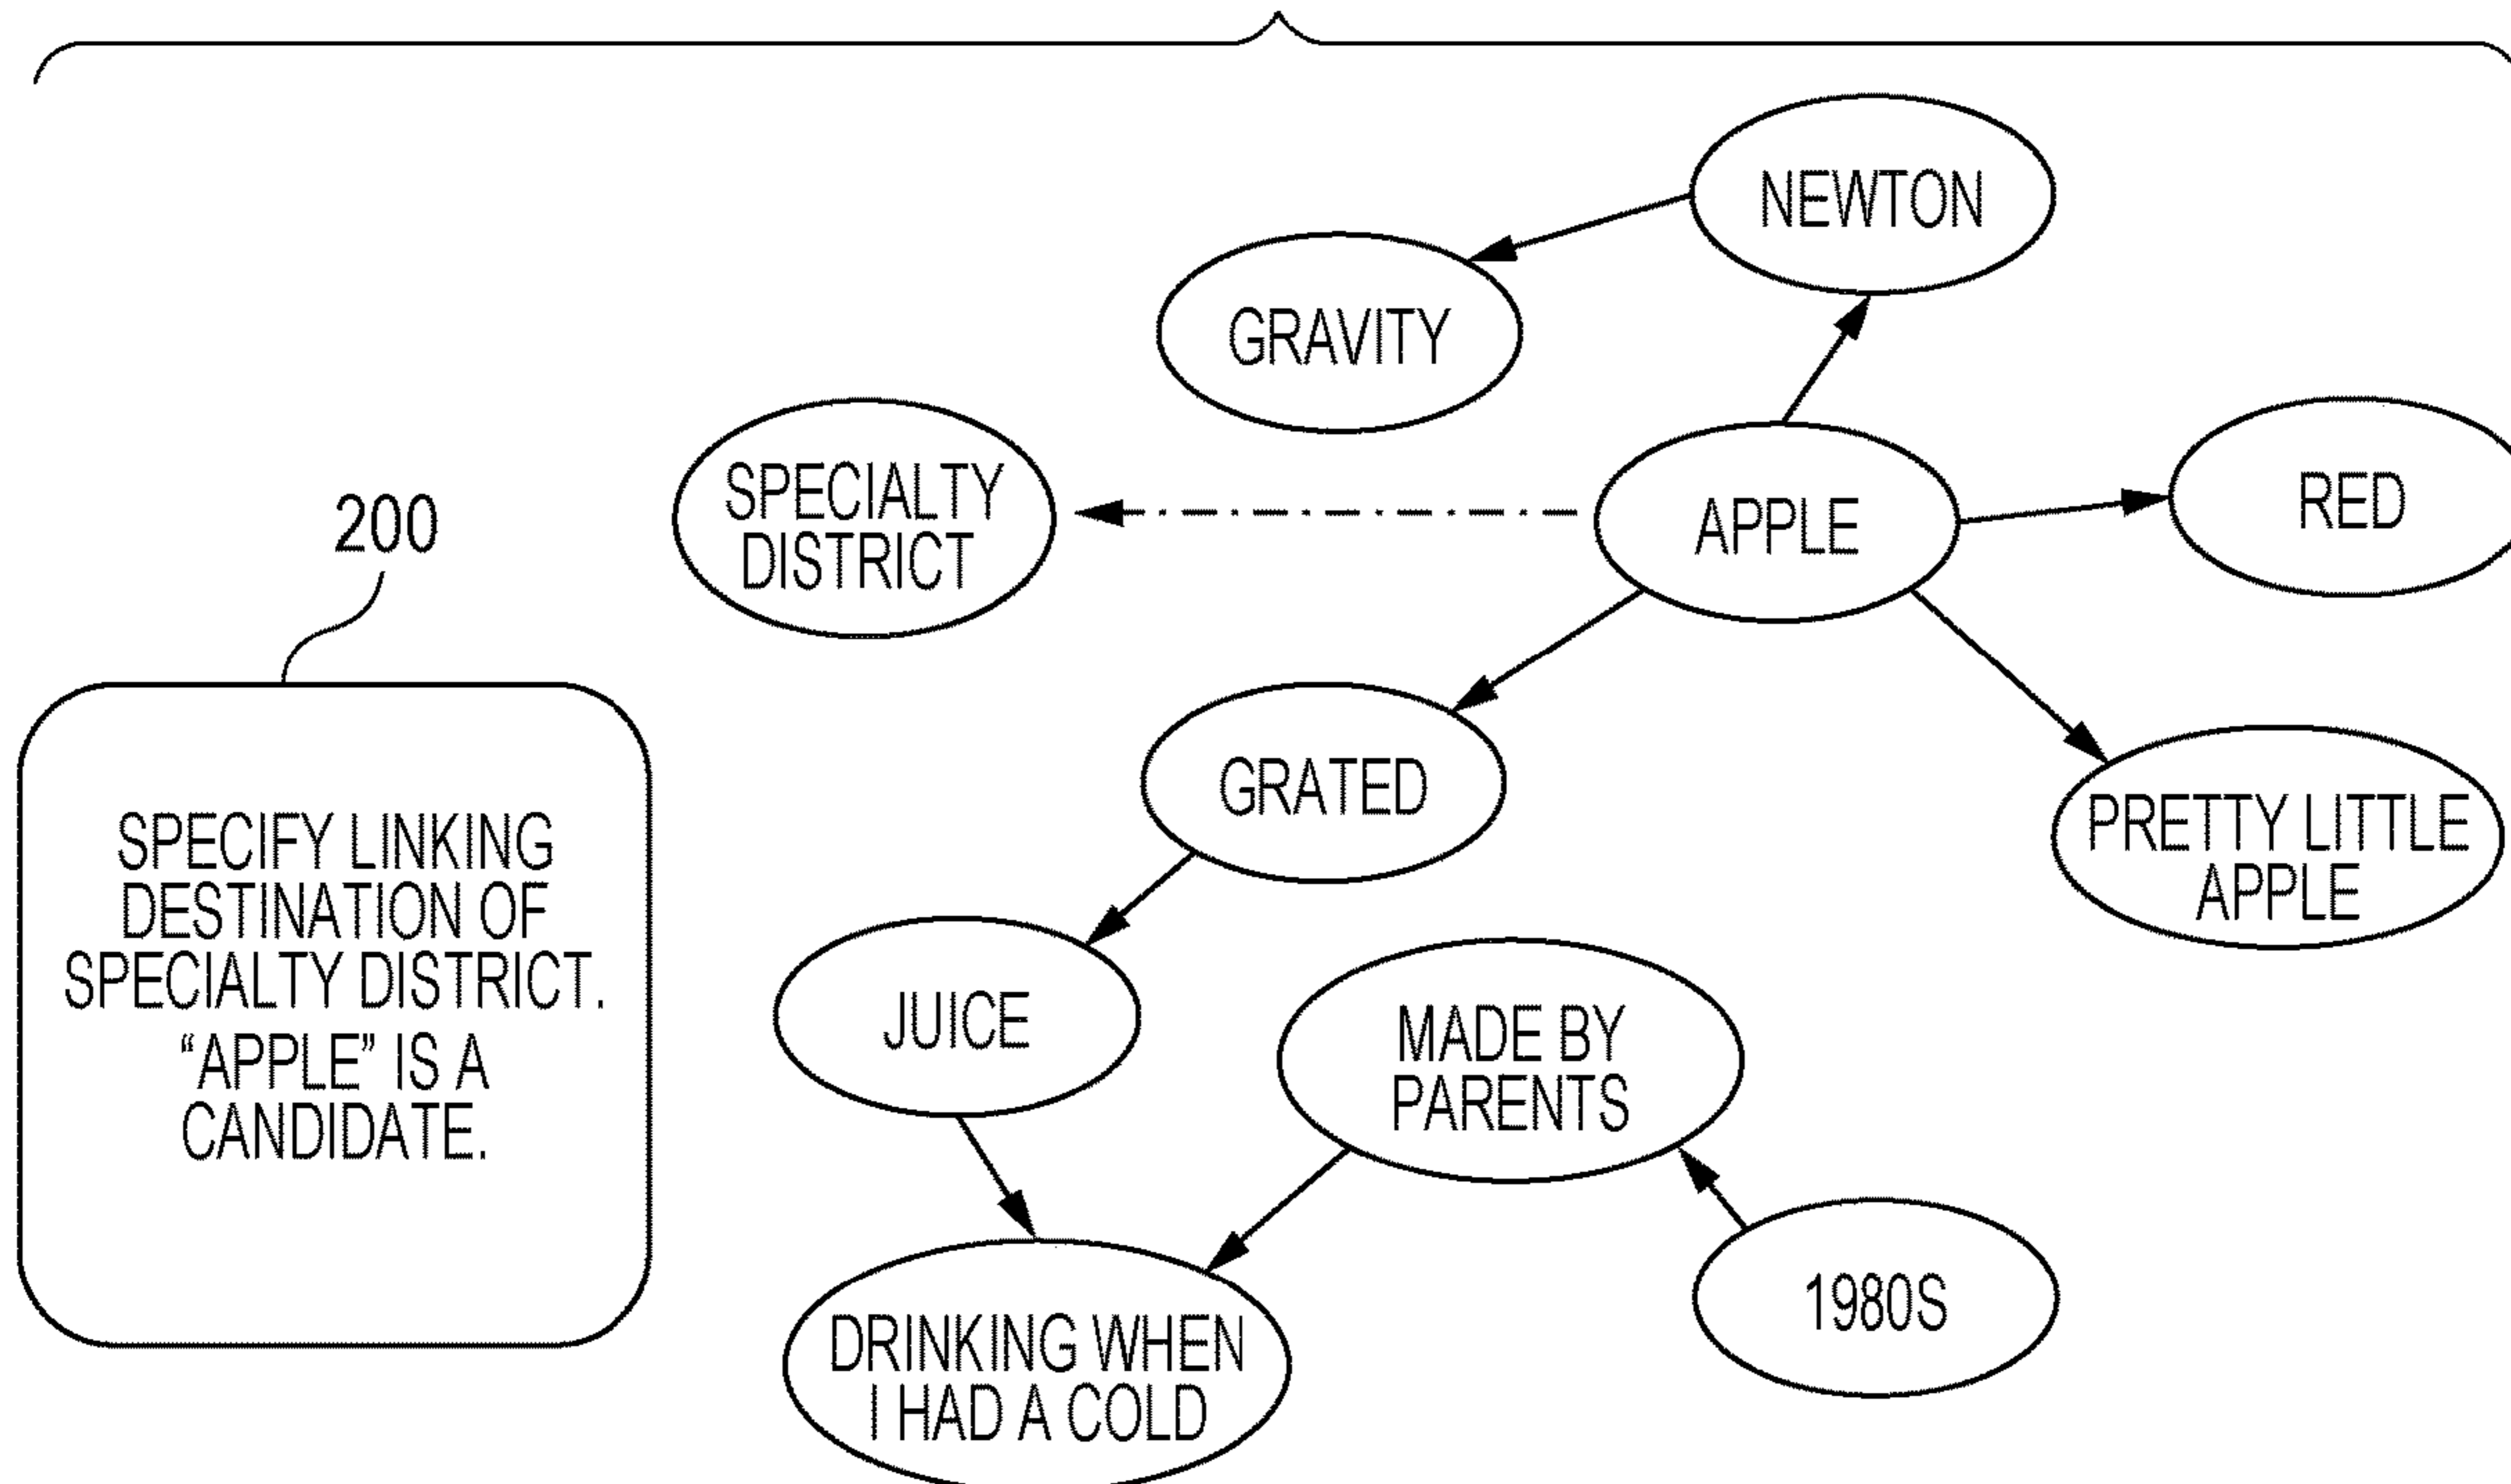 NEWTON
GRAVITY
SPECIALTY
DISTRICT
200
APPLE
RED
GRATED
PRETTY LITTLE
APPLE
SPECIFY LINKING
DESTINATION OF
SPECIALTY DISTRICT.
“APPLE” IS A
CANDIDATE.
JUICE
MADE BY
PARENTS
1980S
DRINKING WHEN
I HAD A COLD